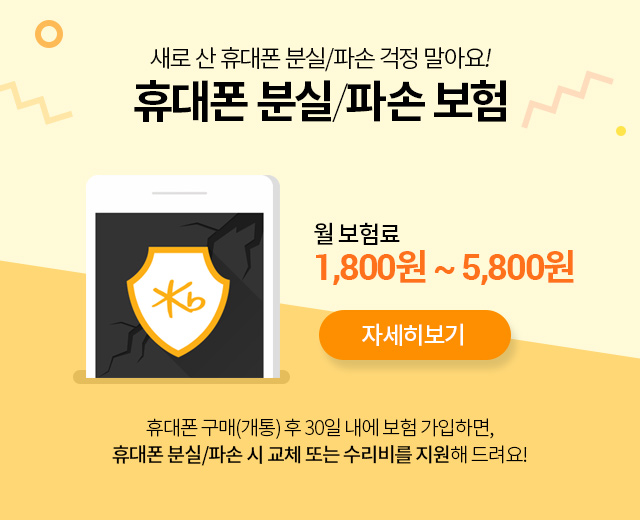 새로 산 휴대폰 분실/파손 걱정 말아요!
휴대폰 분실/파손 보험
Kb
월 보험료
1,800원 ~ 5,800원
자세히보기
휴대폰 구매(개통) 후 30일 내에 보험 가입하면,
휴대폰 분실/파손 시 교체 또는 수리비를 지원해 드려요!